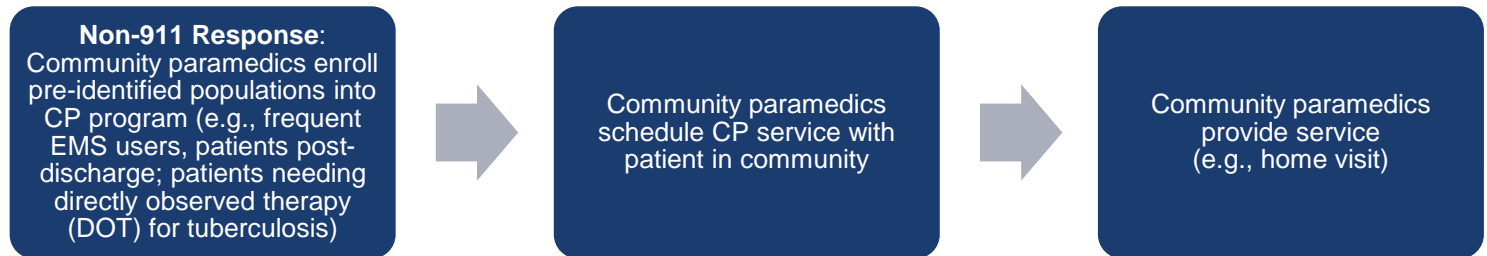 Non-911 Response:
Community paramedics enroll
pre-identified populations into
CP program (e.g., frequent
EMS users, patients post-
discharge; patients needing
directly observed therapy
(DOT) for tuberculosis)
Community paramedics
schedule CP service with
patient in community
Community paramedics
provide service
(e.g., home visit)